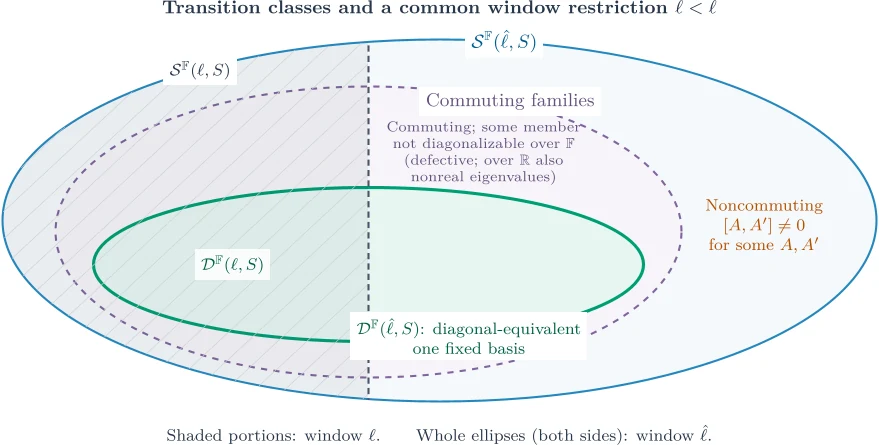 Transition classes and a common window restriction ℓ < ℓ
𝒮^𝔽(ℓ̂, S)
𝒮^𝔽(ℓ, S)
Commuting families
Commuting; some member
not diagonalizable over 𝔽
(defective; over ℝ also
nonreal eigenvalues)
Noncommuting
[A, A′] ≠ 0
for some A, A′
𝒟^𝔽(ℓ, S)
𝒟^𝔽(ℓ̂, S): diagonal-equivalent
one fixed basis
Shaded portions: window ℓ. Whole ellipses (both sides): window ℓ̂.